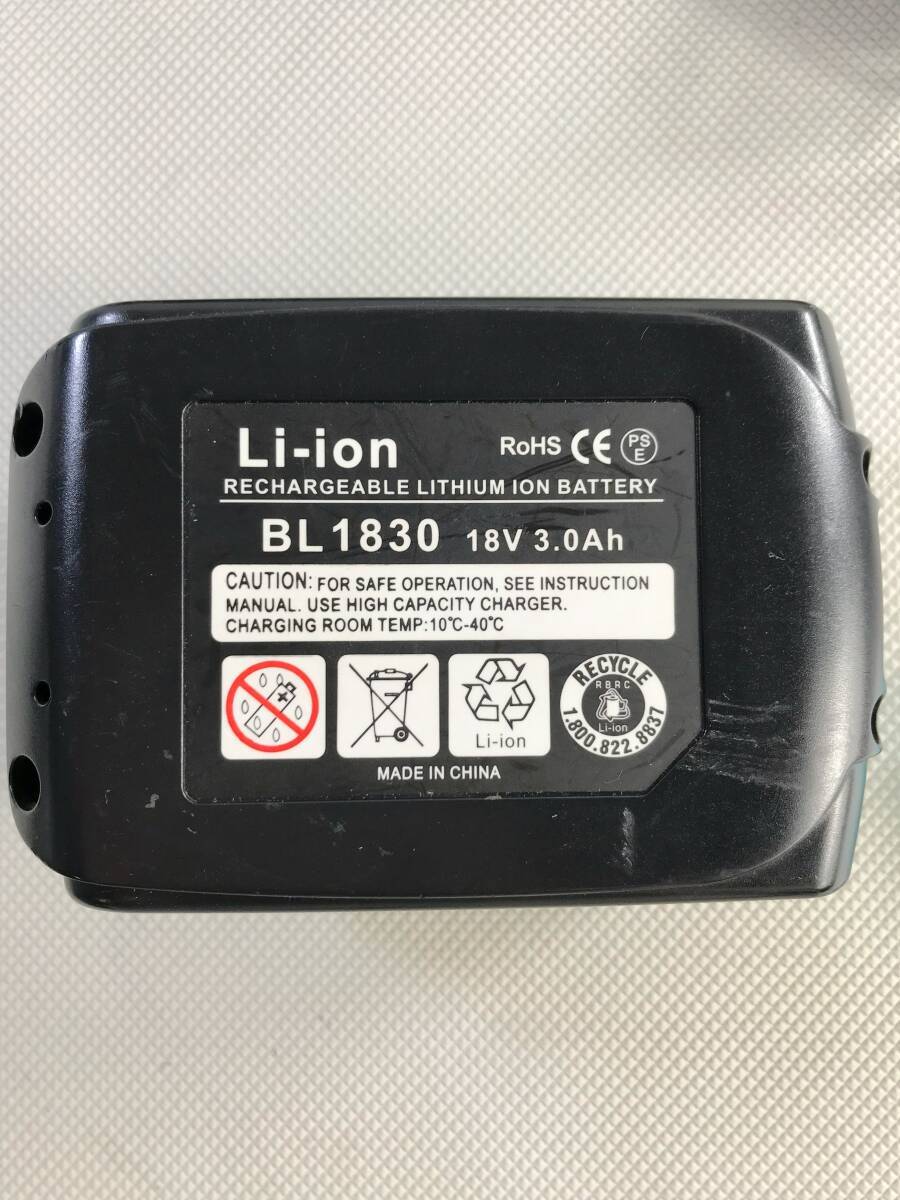 Li-ion RoHS CE PS E
RECHARGEABLE LITHIUM ION BATTERY
BL1830 18V 3.0Ah
CAUTION: FOR SAFE OPERATION, SEE INSTRUCTION
MANUAL. USE HIGH CAPACITY CHARGER.
CHARGING ROOM TEMP:10℃-40℃
Li-ion
RECYCLE
RBRC
Li-ion
1.800.822.8837
MADE IN CHINA